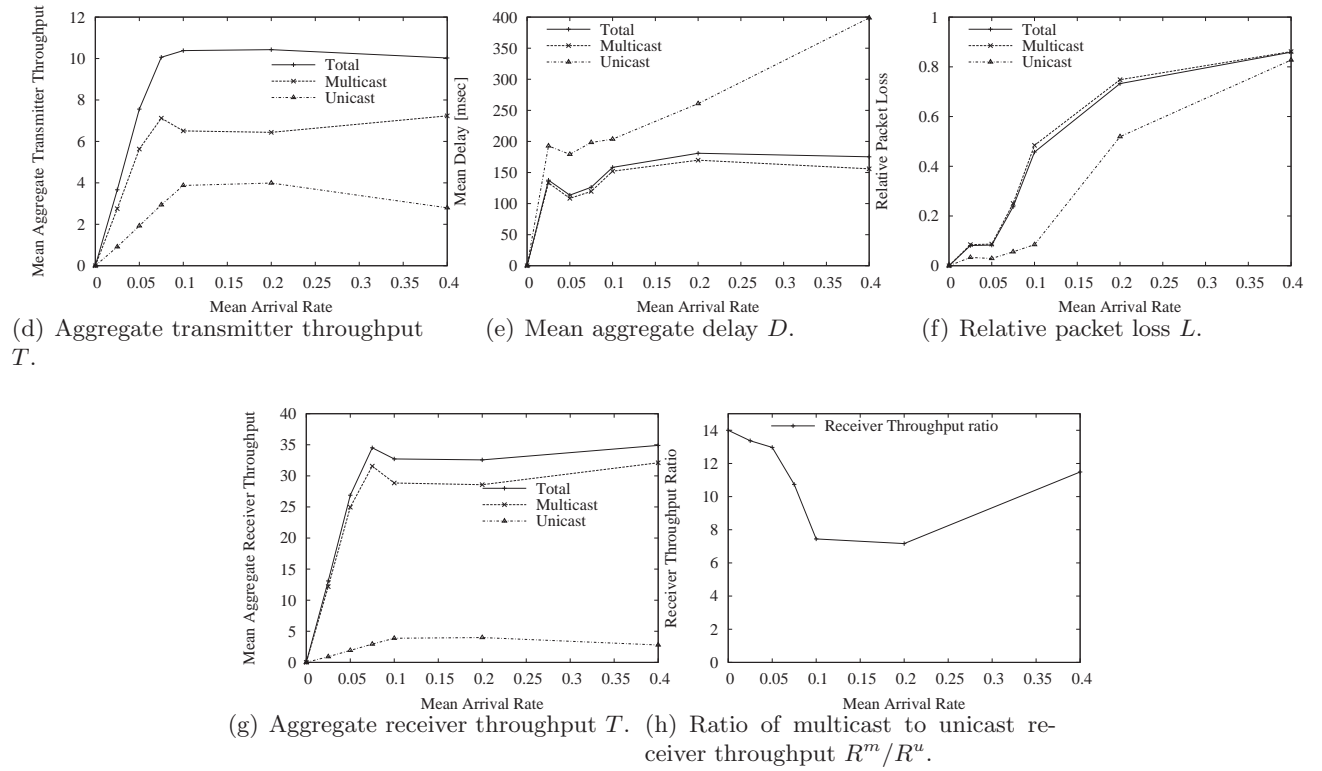 Mean Aggregate Transmitter Throughput
12
10
8
6
4
2
0
Total
Multicast
Unicast
0 0.05 0.1 0.15 0.2 0.25 0.3 0.35 0.4
Mean Arrival Rate
(d) Aggregate transmitter throughput
T.
Mean Delay [msec]
400
350
300
250
200
150
100
50
0
Total
Multicast
Unicast
0 0.05 0.1 0.15 0.2 0.25 0.3 0.35 0.4
Mean Arrival Rate
(e) Mean aggregate delay D.
Relative Packet Loss
1
0.8
0.6
0.4
0.2
0
Total
Multicast
Unicast
0 0.05 0.1 0.15 0.2 0.25 0.3 0.35 0.4
Mean Arrival Rate
(f) Relative packet loss L.
Mean Aggregate Receiver Throughput
40
35
30
25
20
15
10
5
0
Total
Multicast
Unicast
0 0.05 0.1 0.15 0.2 0.25 0.3 0.35 0.4
Mean Arrival Rate
(g) Aggregate receiver throughput T.
Receiver Throughput Ratio
14
12
10
8
6
4
2
0
Receiver Throughput ratio
0 0.05 0.1 0.15 0.2 0.25 0.3 0.35 0.4
Mean Arrival Rate
(h) Ratio of multicast to unicast re-
ceiver throughput R^m/R^u.